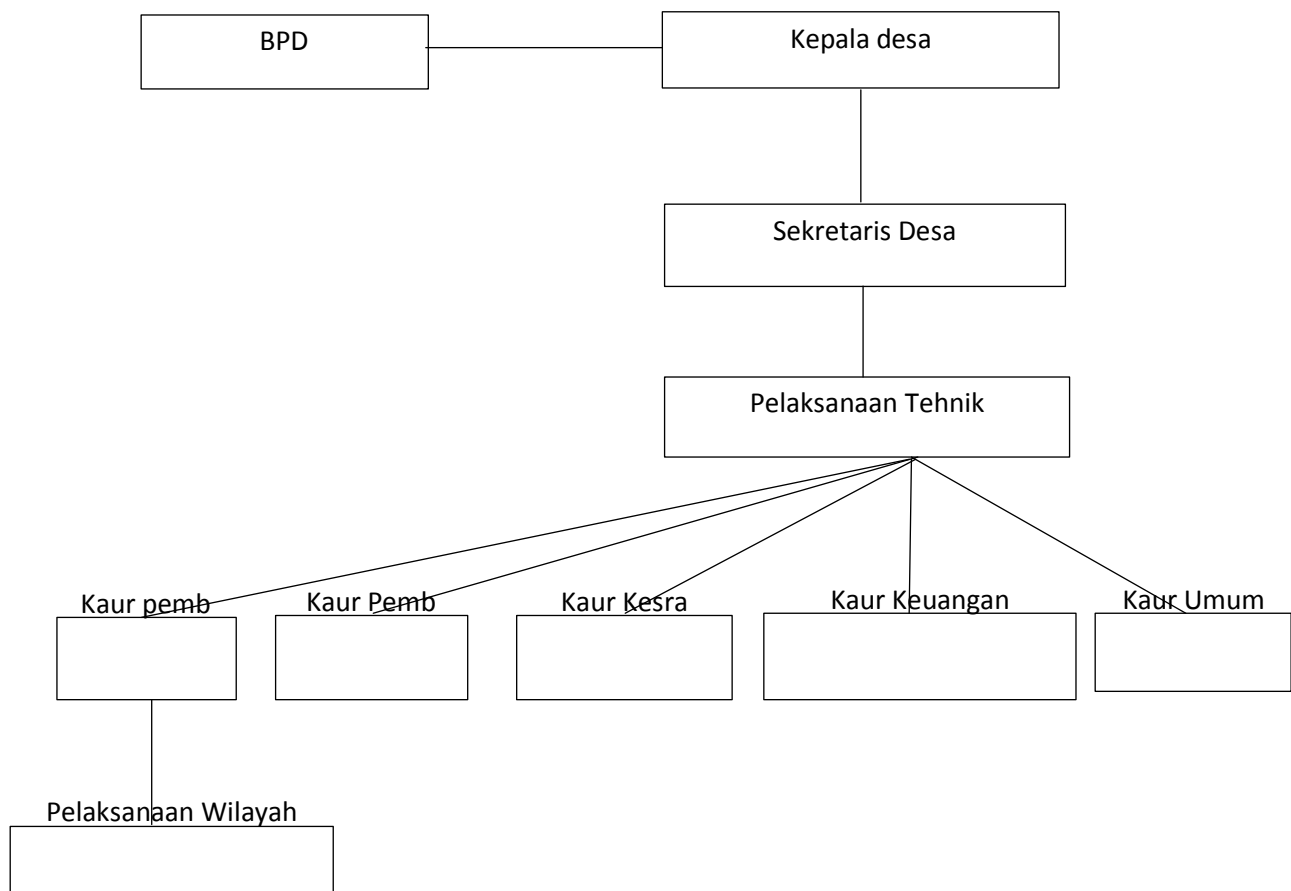 BPD
Kepala desa
Sekretaris Desa
Pelaksanaan Tehnik
Kaur pemb
Kaur Pemb
Kaur Kesra
Kaur Keuangan
Kaur Umum
Pelaksanaan Wilayah